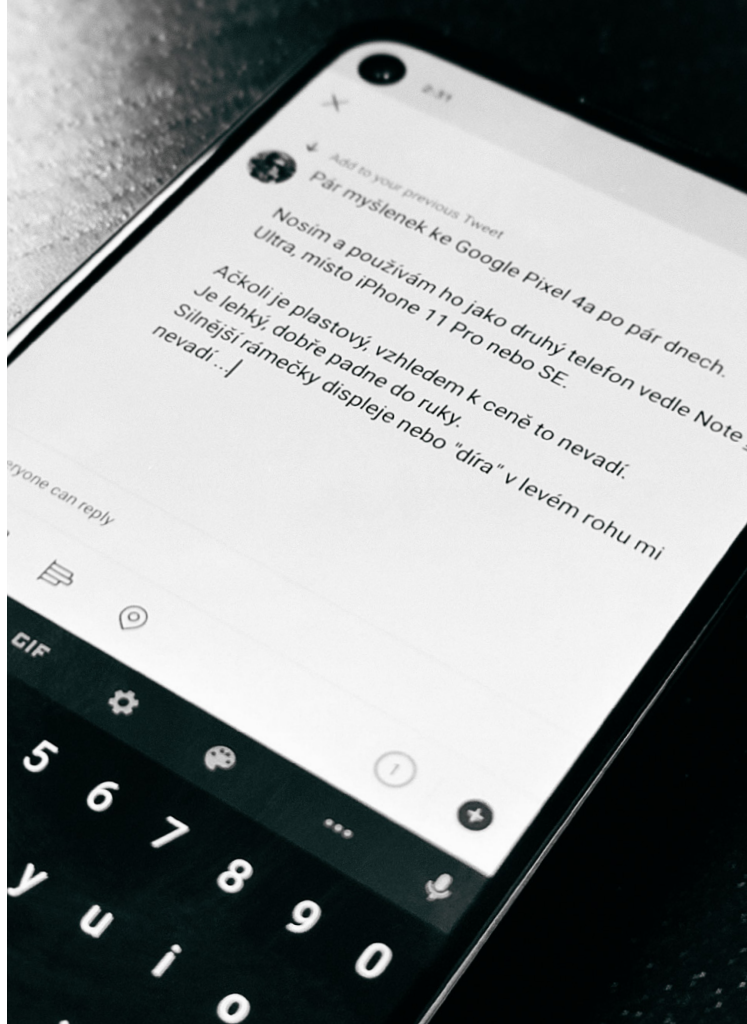 2:31
Add to your previous Tweet
Pár myšlenek ke Google Pixel 4a po pár dnech.
Nosím a používám ho jako druhý telefon vedle Note
Ultra, místo iPhone 11 Pro nebo SE.
Ačkoli je plastový, vzhledem k ceně to nevadí.
Je lehký, dobře padne do ruky.
Silnější rámečky displeje nebo "díra" v levém rohu mi
nevadí...
eryone can reply
GIF
5 6 7 8 9 0
y u i o